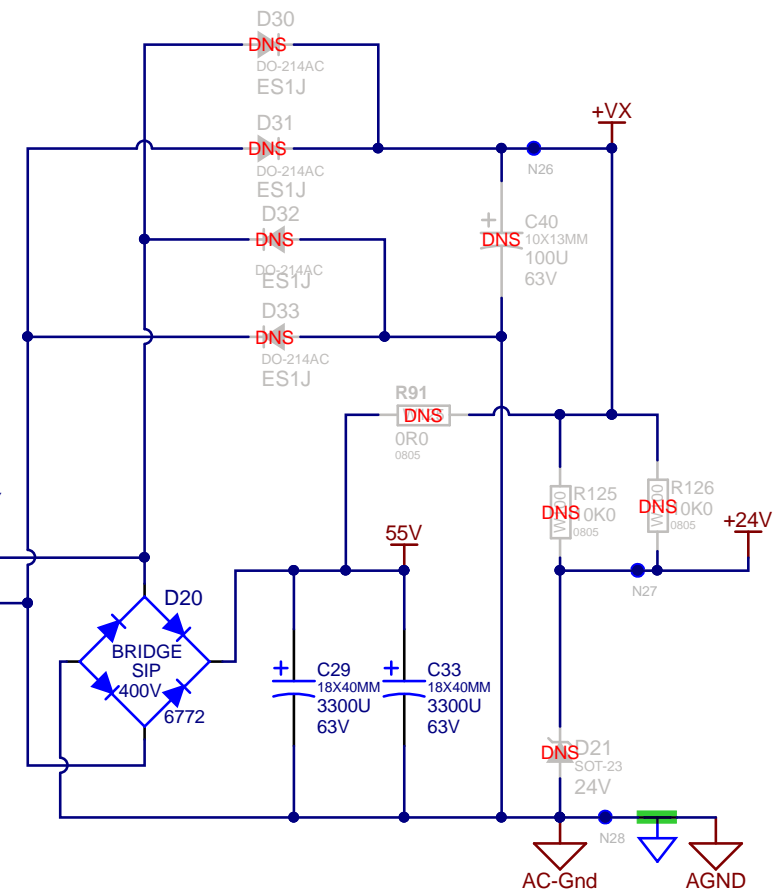 D30
DNS
DO-214AC
ES1J
D31
DNS
DO-214AC
ES1J
D32
DNS
DO-214AC
ES1J
D33
DNS
DO-214AC
ES1J
+VX
N26
C40
DNS
10X13MM
100U
63V
R91
DNS
0R0
0805
R125
DNS
10K0
0805
R126
DNS
10K0
0805
+24V
N27
55V
D20
BRIDGE
SIP
400V
6772
C29
18X40MM
3300U
63V
C33
18X40MM
3300U
63V
D21
DNS
SOT-23
24V
N28
AC-Gnd
AGND